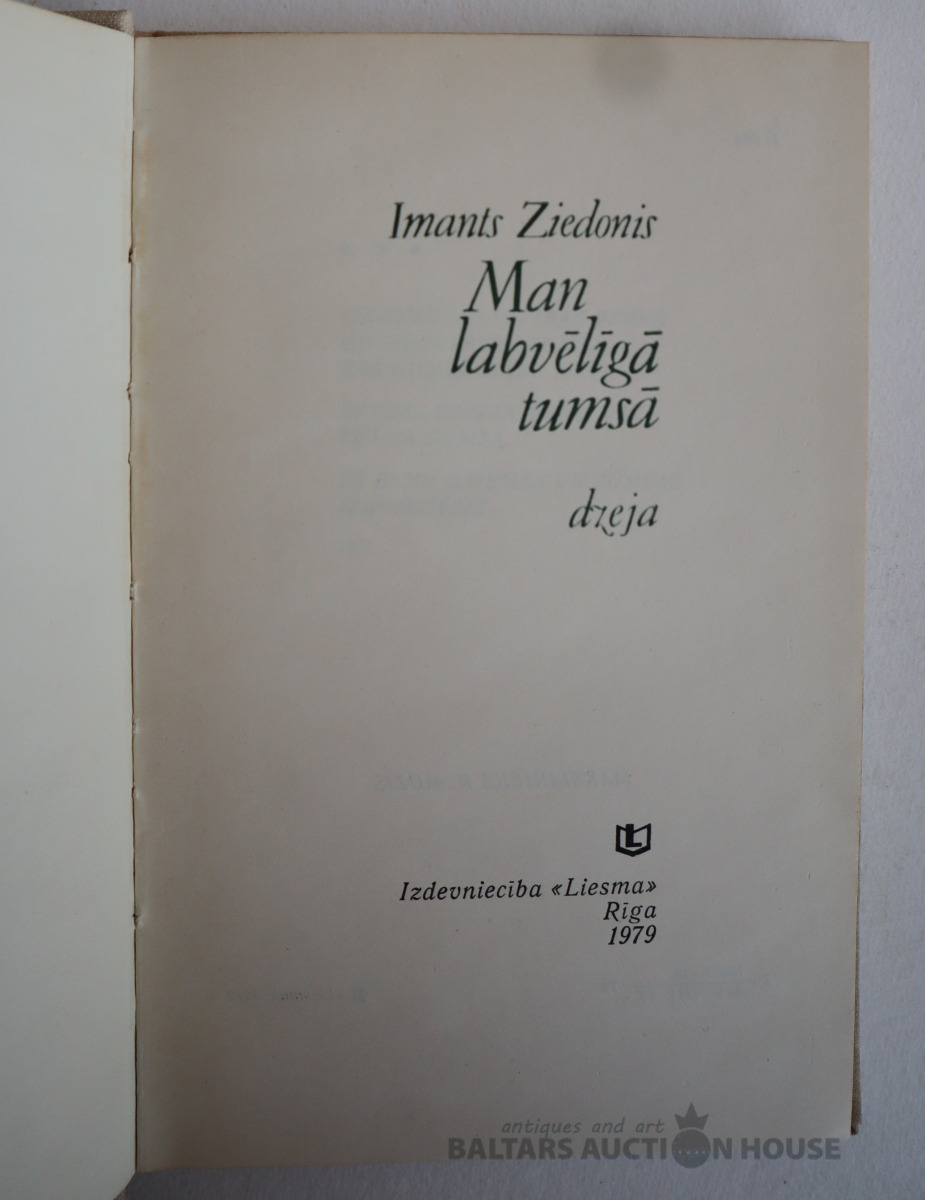 Imants Ziedonis
Man
labvēlīgā
tumsā
dzeja
L
Izdevniecība «Liesma»
Rīga
1979
antiques and art
BALTARS AUCTION HOUSE